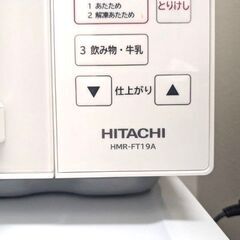 1 あたため
2 解凍あたため
とりけし
3 飲み物・牛乳
▼ 仕上がり ▲
HITACHI
HMR-FT19A